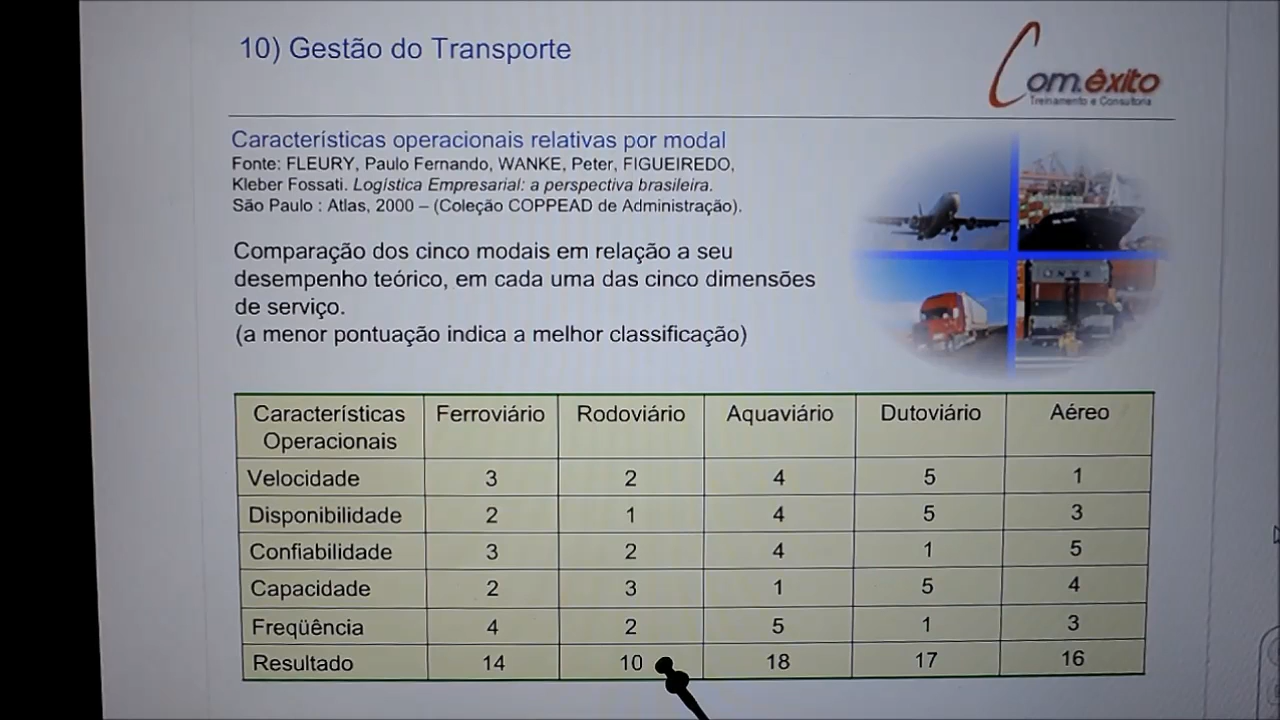 10) Gestão do Transporte
Com.êxito
Treinamento e Consultoria
Características operacionais relativas por modal
Fonte: FLEURY, Paulo Fernando, WANKE, Peter, FIGUEIREDO,
Kleber Fossati. Logística Empresarial: a perspectiva brasileira.
São Paulo : Atlas, 2000 – (Coleção COPPEAD de Administração).
Comparação dos cinco modais em relação a seu
desempenho teórico, em cada uma das cinco dimensões
de serviço.
(a menor pontuação indica a melhor classificação)
Características Operacionais Ferroviário Rodoviário Aquaviário Dutoviário Aéreo
Velocidade 3 2 4 5 1
Disponibilidade 2 1 4 5 3
Confiabilidade 3 2 4 1 5
Capacidade 2 3 1 5 4
Freqüência 4 2 5 1 3
Resultado 14 10 18 17 16